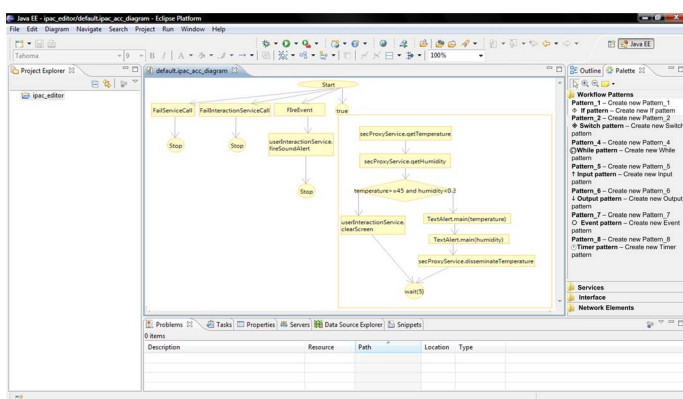 Java EE - ipac_editor/default.ipac_acc_diagram - Eclipse Platform
File Edit Diagram Navigate Search Project Run Window Help
Java EE
Tahoma 9 B I A 100%
Project Explorer
ipac_editor
default.ipac_acc_diagram
Start
FailServiceCall
FailInteractionServiceCall
FIreEvent
true
Stop
Stop
userInteractionService.
fireSoundAlert
Stop
secProxyService.getTemperature
secProxyService.getHumidity
temperature>=45 and humidity<0.3
userInteractionService.
clearScreen
TextAlert.main(temperature)
TextAlert.main(humidity)
secProxyService.disseminateTemperature
wait(5)
Outline Palette
Workflow Patterns
Pattern_1 – Create new Pattern_1
If pattern – Create new If pattern
Pattern_2 – Create new Pattern_2
Switch pattern – Create new Switch
pattern
Pattern_4 – Create new Pattern_4
While pattern – Create new While
pattern
Pattern_5 – Create new Pattern_5
↑ Input pattern – Create new Input
pattern
Pattern_6 – Create new Pattern_6
↓ Output pattern – Create new Output
pattern
Pattern_7 – Create new Pattern_7
Event pattern – Create new Event
pattern
Pattern_8 – Create new Pattern_8
Timer pattern – Create new Timer
pattern
Services
Interface
Network Elements
Problems Tasks Properties Servers Data Source Explorer Snippets
0 items
Description Resource Path Location Type